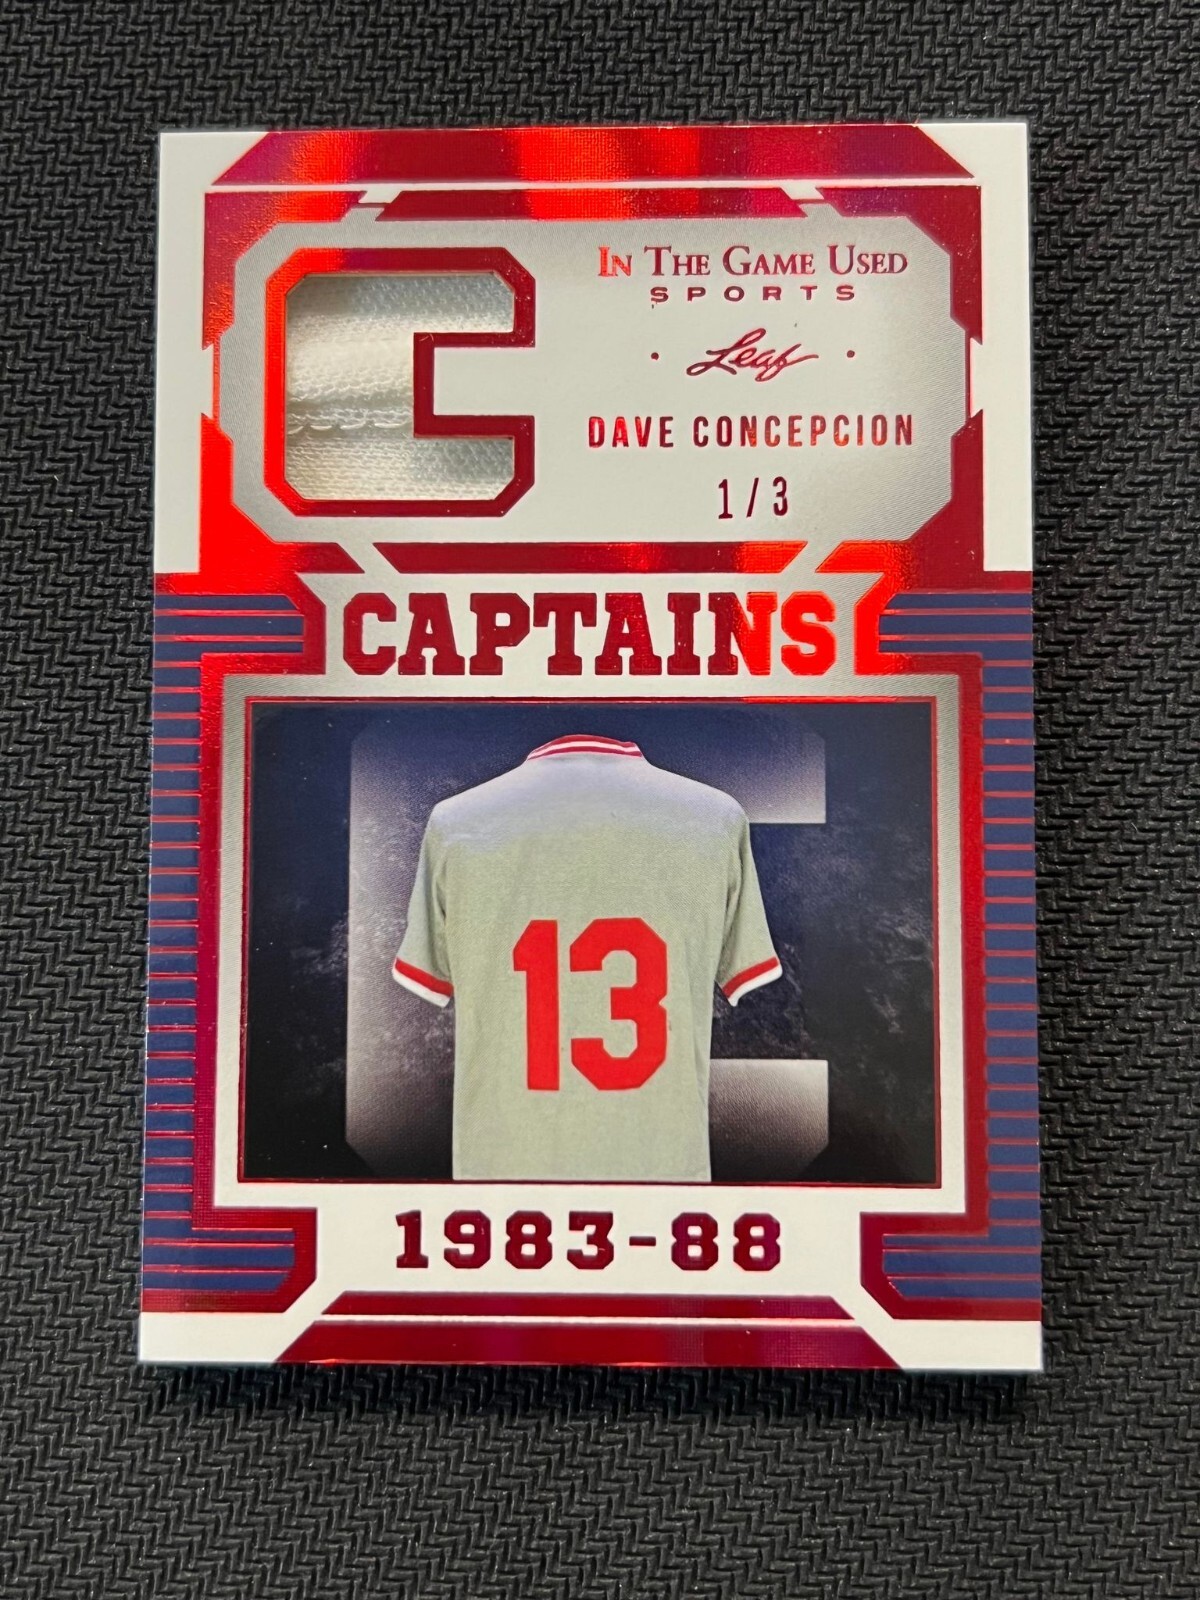 IN THE GAME USED
SPORTS
· Leaf ·
DAVE CONCEPCION
1/3
CAPTAINS
13
1983-88